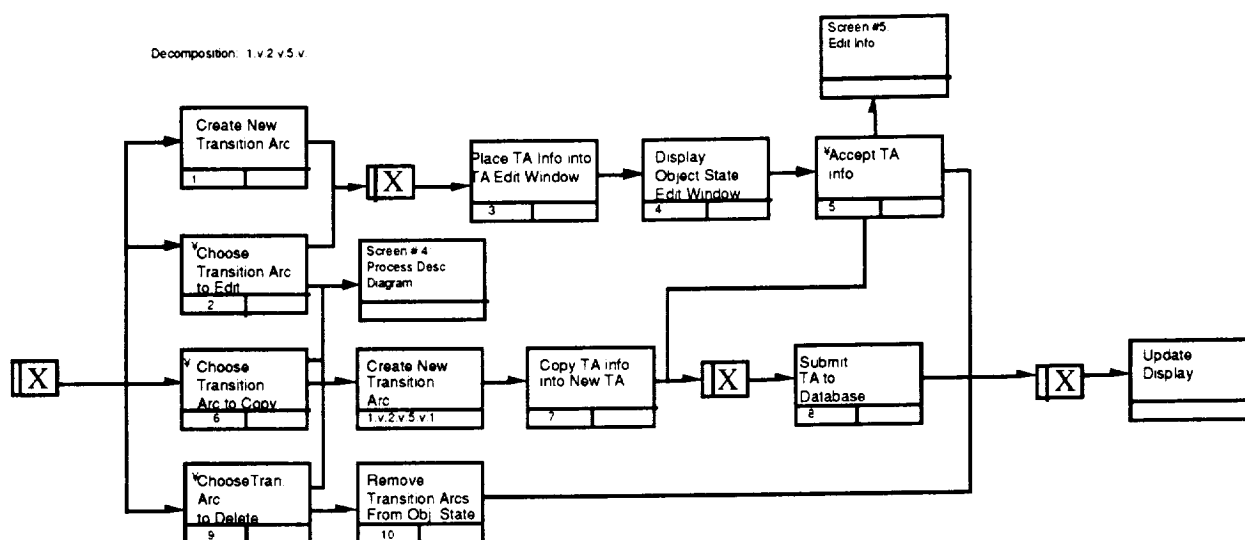 Decomposition: 1.v.2.v.5.v.
Screen #5.
Edit Info
Create New
Transition Arc
1
X
Place TA Info into
TA Edit Window
3
Display
Object State
Edit Window
4
¥Accept TA
info
5
¥Choose
Transition Arc
to Edit
2
Screen # 4
Process Desc
Diagram
X
¥ Choose
Transition
Arc to Copy
6
Create New
Transition
Arc
1.v.2.v.5.v.1
Copy TA info
into New TA
7
X
Submit
TA to
Database
8
X
Update
Display
¥ChooseTran.
Arc
to Delete
9
Remove
Transition Arcs
From Obj. State
10